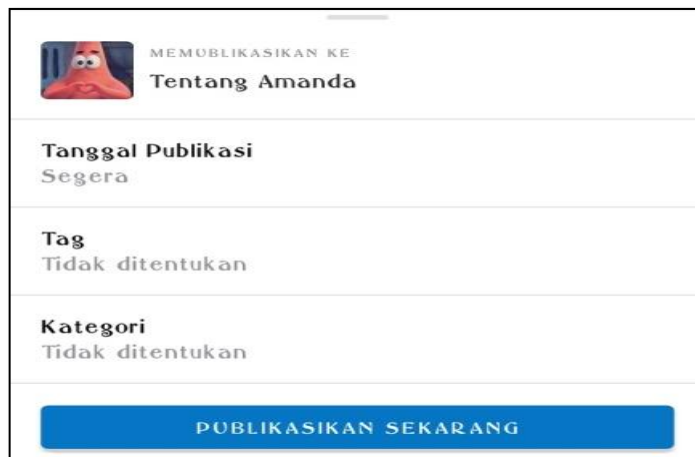 MEMUBLIKASIKAN KE
Tentang Amanda
Tanggal Publikasi
Segera
Tag
Tidak ditentukan
Kategori
Tidak ditentukan
PUBLIKASIKAN SEKARANG